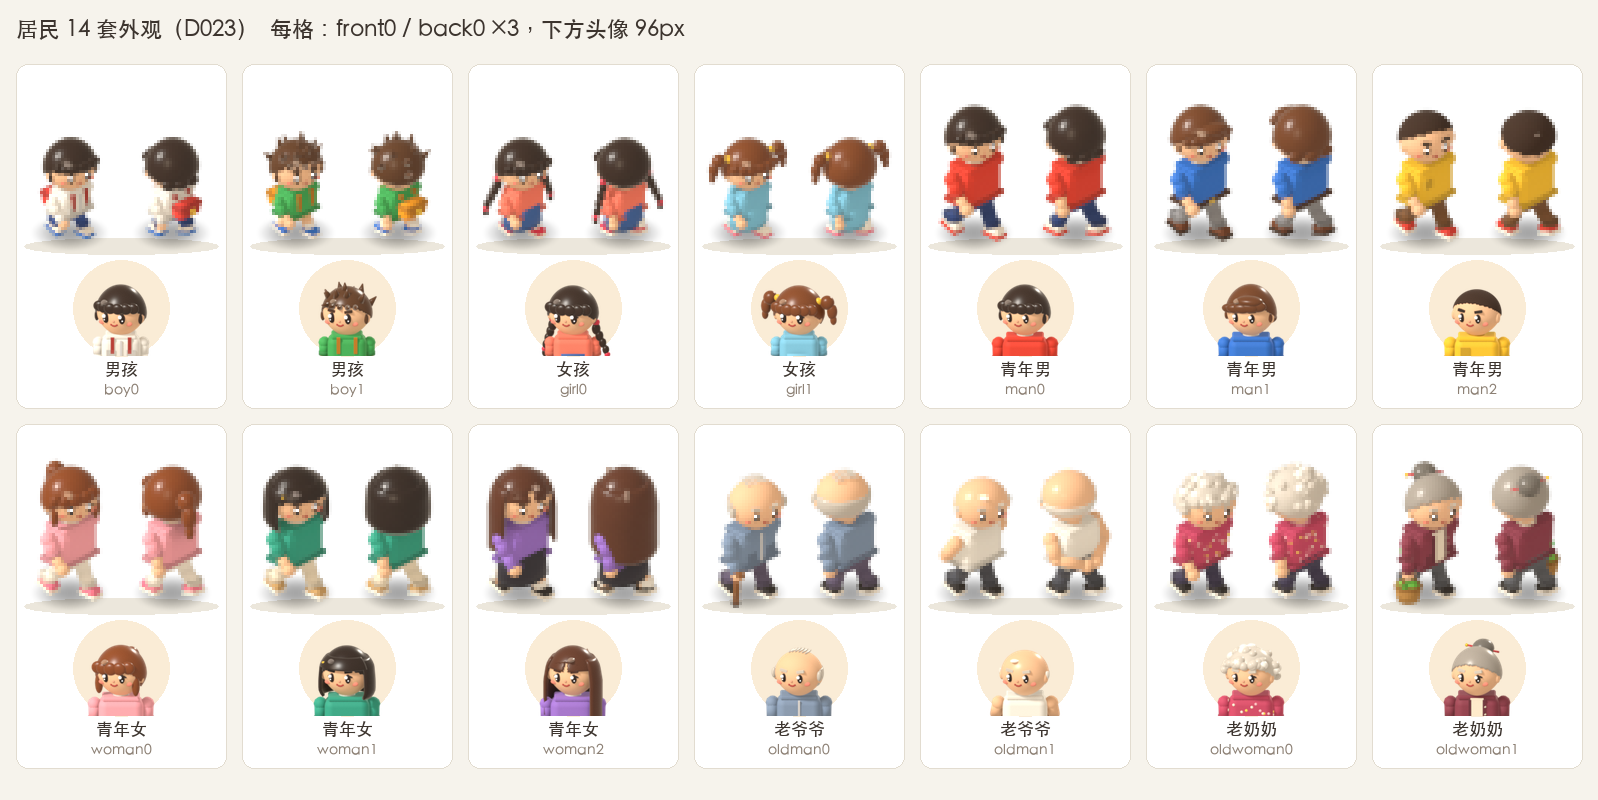 居民 14 套外观（D023） 每格：front0 / back0 ×3，下方头像 96px
男孩
boy0
男孩
boy1
女孩
girl0
女孩
girl1
青年男
man0
青年男
man1
青年男
man2
青年女
woman0
青年女
woman1
青年女
woman2
老爷爷
oldman0
老爷爷
oldman1
老奶奶
oldwoman0
老奶奶
oldwoman1